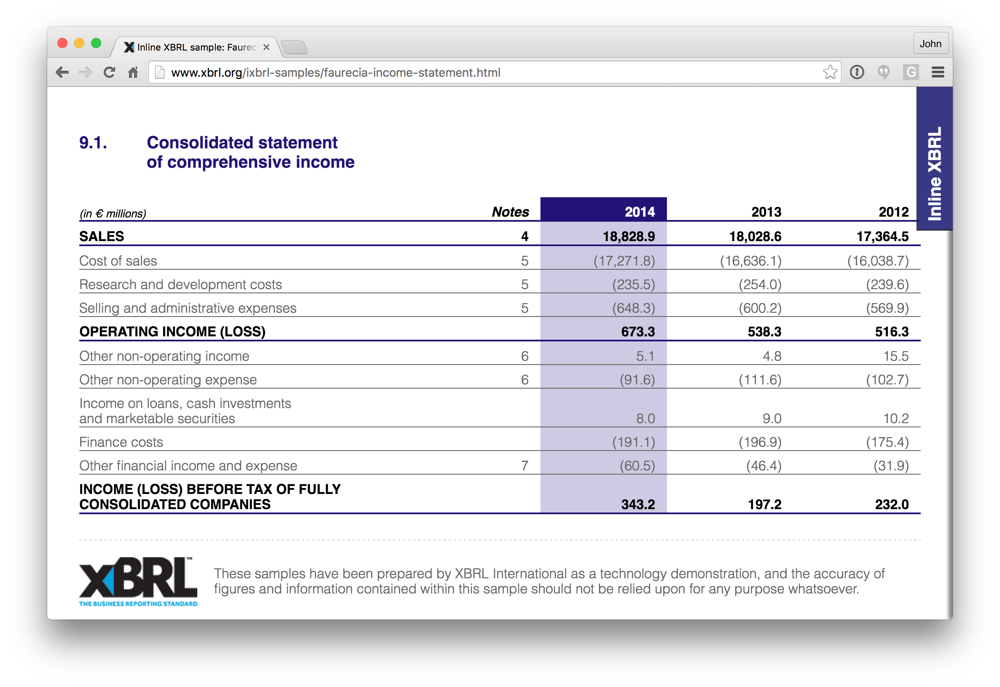 Inline XBRL sample: Faureci
John
www.xbrl.org/ixbrl-samples/faurecia-income-statement.html
G
Inline XBRL
9.1. Consolidated statement
of comprehensive income
(in € millions) Notes 2014 2013 2012
SALES 4 18,828.9 18,028.6 17,364.5
Cost of sales 5 (17,271.8) (16,636.1) (16,038.7)
Research and development costs 5 (235.5) (254.0) (239.6)
Selling and administrative expenses 5 (648.3) (600.2) (569.9)
OPERATING INCOME (LOSS) 673.3 538.3 516.3
Other non-operating income 6 5.1 4.8 15.5
Other non-operating expense 6 (91.6) (111.6) (102.7)
Income on loans, cash investments
and marketable securities 8.0 9.0 10.2
Finance costs (191.1) (196.9) (175.4)
Other financial income and expense 7 (60.5) (46.4) (31.9)
INCOME (LOSS) BEFORE TAX OF FULLY
CONSOLIDATED COMPANIES 343.2 197.2 232.0
XBRL™
THE BUSINESS REPORTING STANDARD
These samples have been prepared by XBRL International as a technology demonstration, and the accuracy of
figures and information contained within this sample should not be relied upon for any purpose whatsoever.